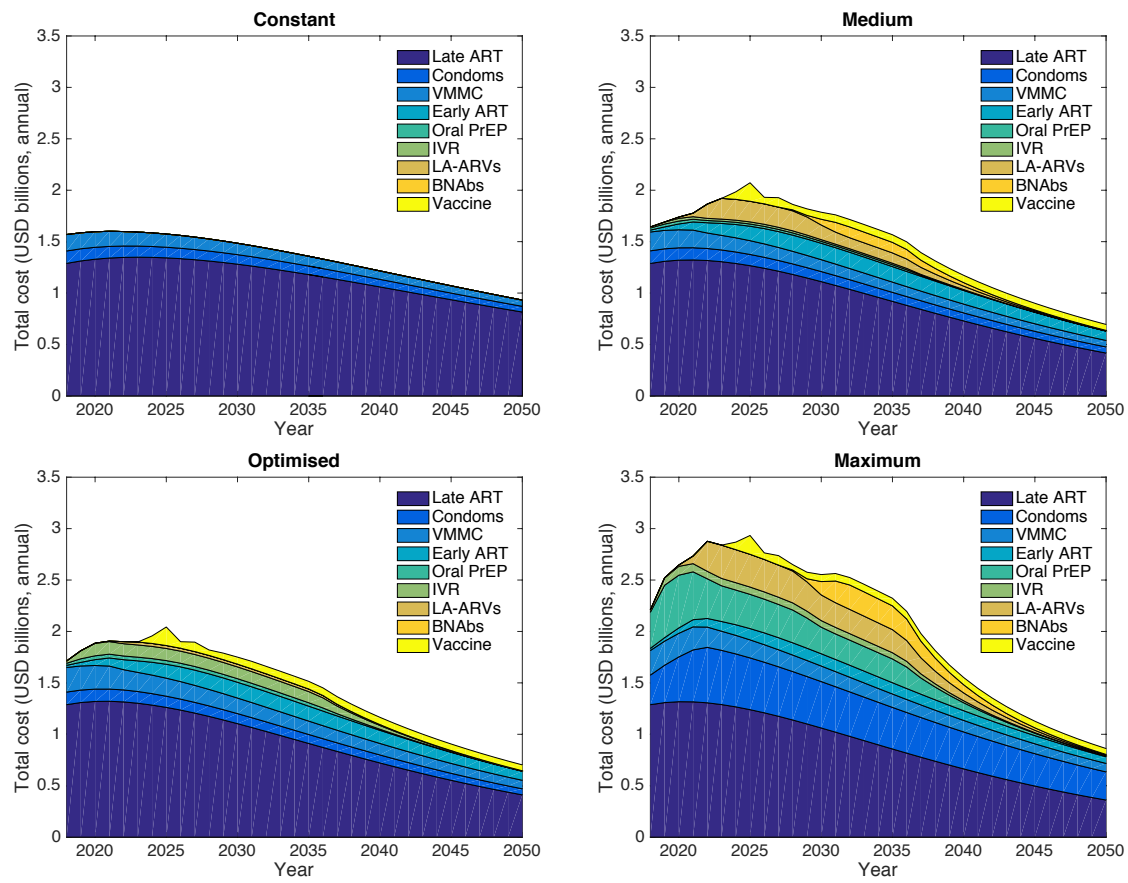 Constant
3.5
3
2.5
2
1.5
1
0.5
0
Total cost (USD billions, annual)
Late ART
Condoms
VMMC
Early ART
Oral PrEP
IVR
LA-ARVs
BNAbs
Vaccine
2020 2025 2030 2035 2040 2045 2050
Year
Medium
3.5
3
2.5
2
1.5
1
0.5
0
Total cost (USD billions, annual)
Late ART
Condoms
VMMC
Early ART
Oral PrEP
IVR
LA-ARVs
BNAbs
Vaccine
2020 2025 2030 2035 2040 2045 2050
Year
Optimised
3.5
3
2.5
2
1.5
1
0.5
0
Total cost (USD billions, annual)
Late ART
Condoms
VMMC
Early ART
Oral PrEP
IVR
LA-ARVs
BNAbs
Vaccine
2020 2025 2030 2035 2040 2045 2050
Year
Maximum
3.5
3
2.5
2
1.5
1
0.5
0
Total cost (USD billions, annual)
Late ART
Condoms
VMMC
Early ART
Oral PrEP
IVR
LA-ARVs
BNAbs
Vaccine
2020 2025 2030 2035 2040 2045 2050
Year